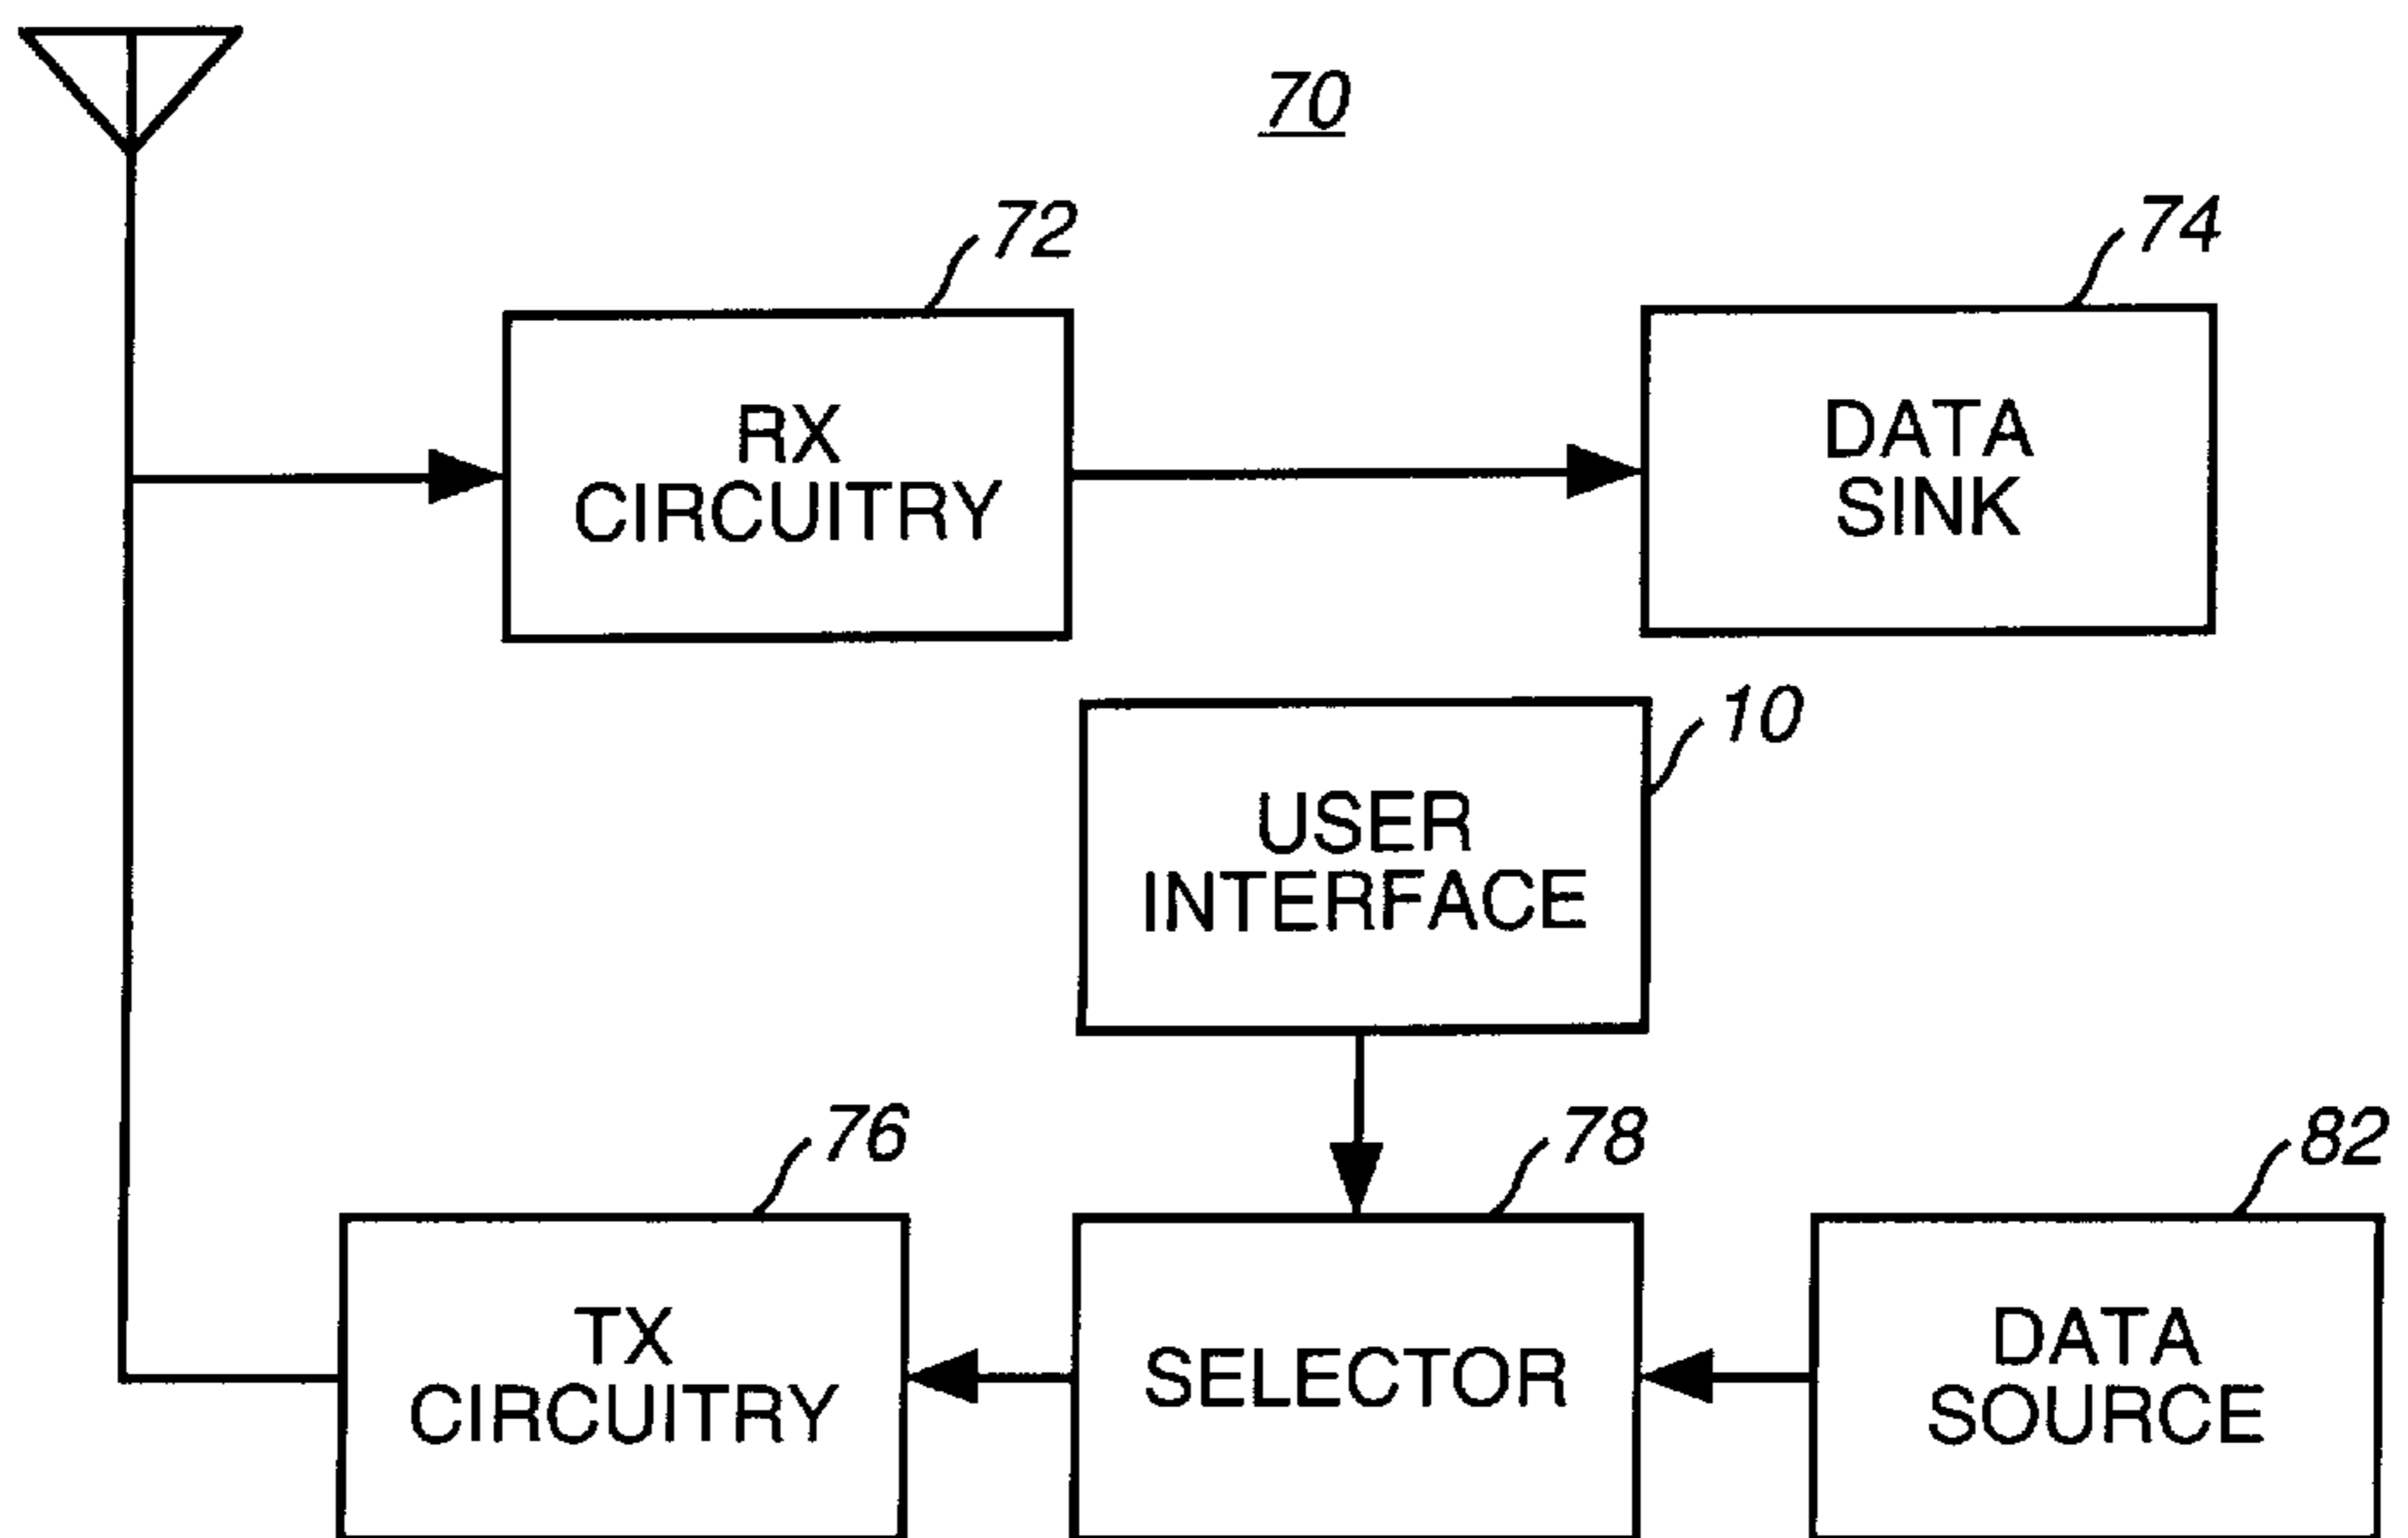 70
72
74
RX
CIRCUITRY
DATA
SINK
10
USER
INTERFACE
76
78
82
TX
CIRCUITRY
SELECTOR
DATA
SOURCE